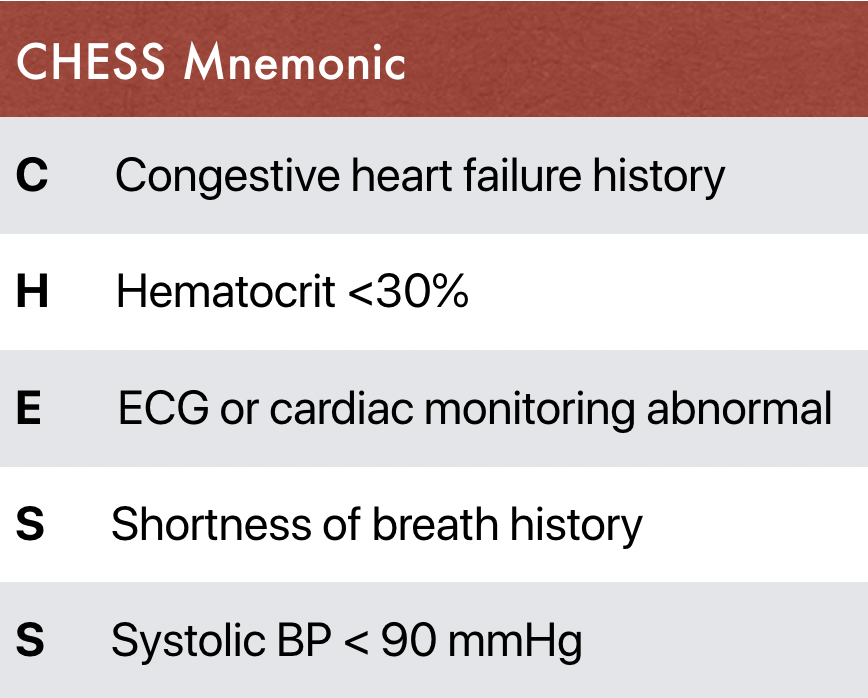 CHESS Mnemonic
C Congestive heart failure history
H Hematocrit <30%
E ECG or cardiac monitoring abnormal
S Shortness of breath history
S Systolic BP < 90 mmHg